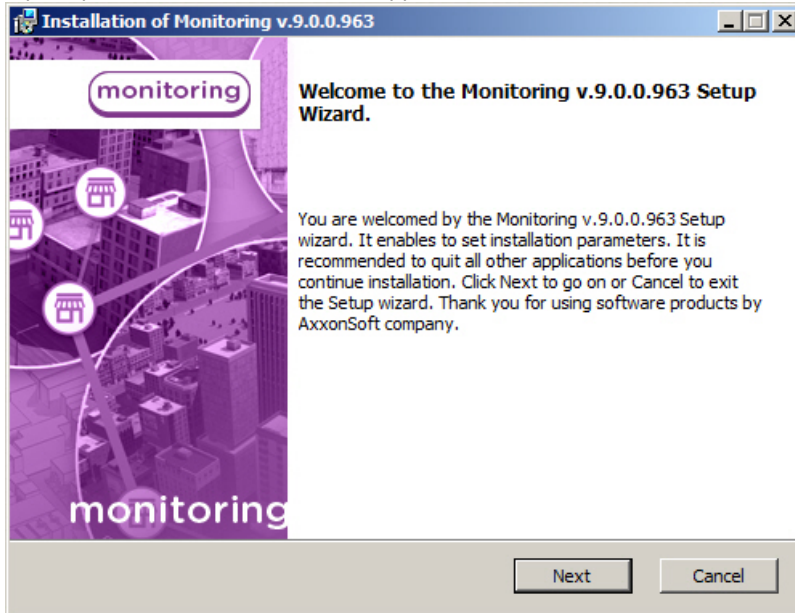 Installation of Monitoring v.9.0.0.963
monitoring
Welcome to the Monitoring v.9.0.0.963 Setup
Wizard.
You are welcomed by the Monitoring v.9.0.0.963 Setup
wizard. It enables to set installation parameters. It is
recommended to quit all other applications before you
continue installation. Click Next to go on or Cancel to exit
the Setup wizard. Thank you for using software products by
AxxonSoft company.
monitoring
Next
Cancel